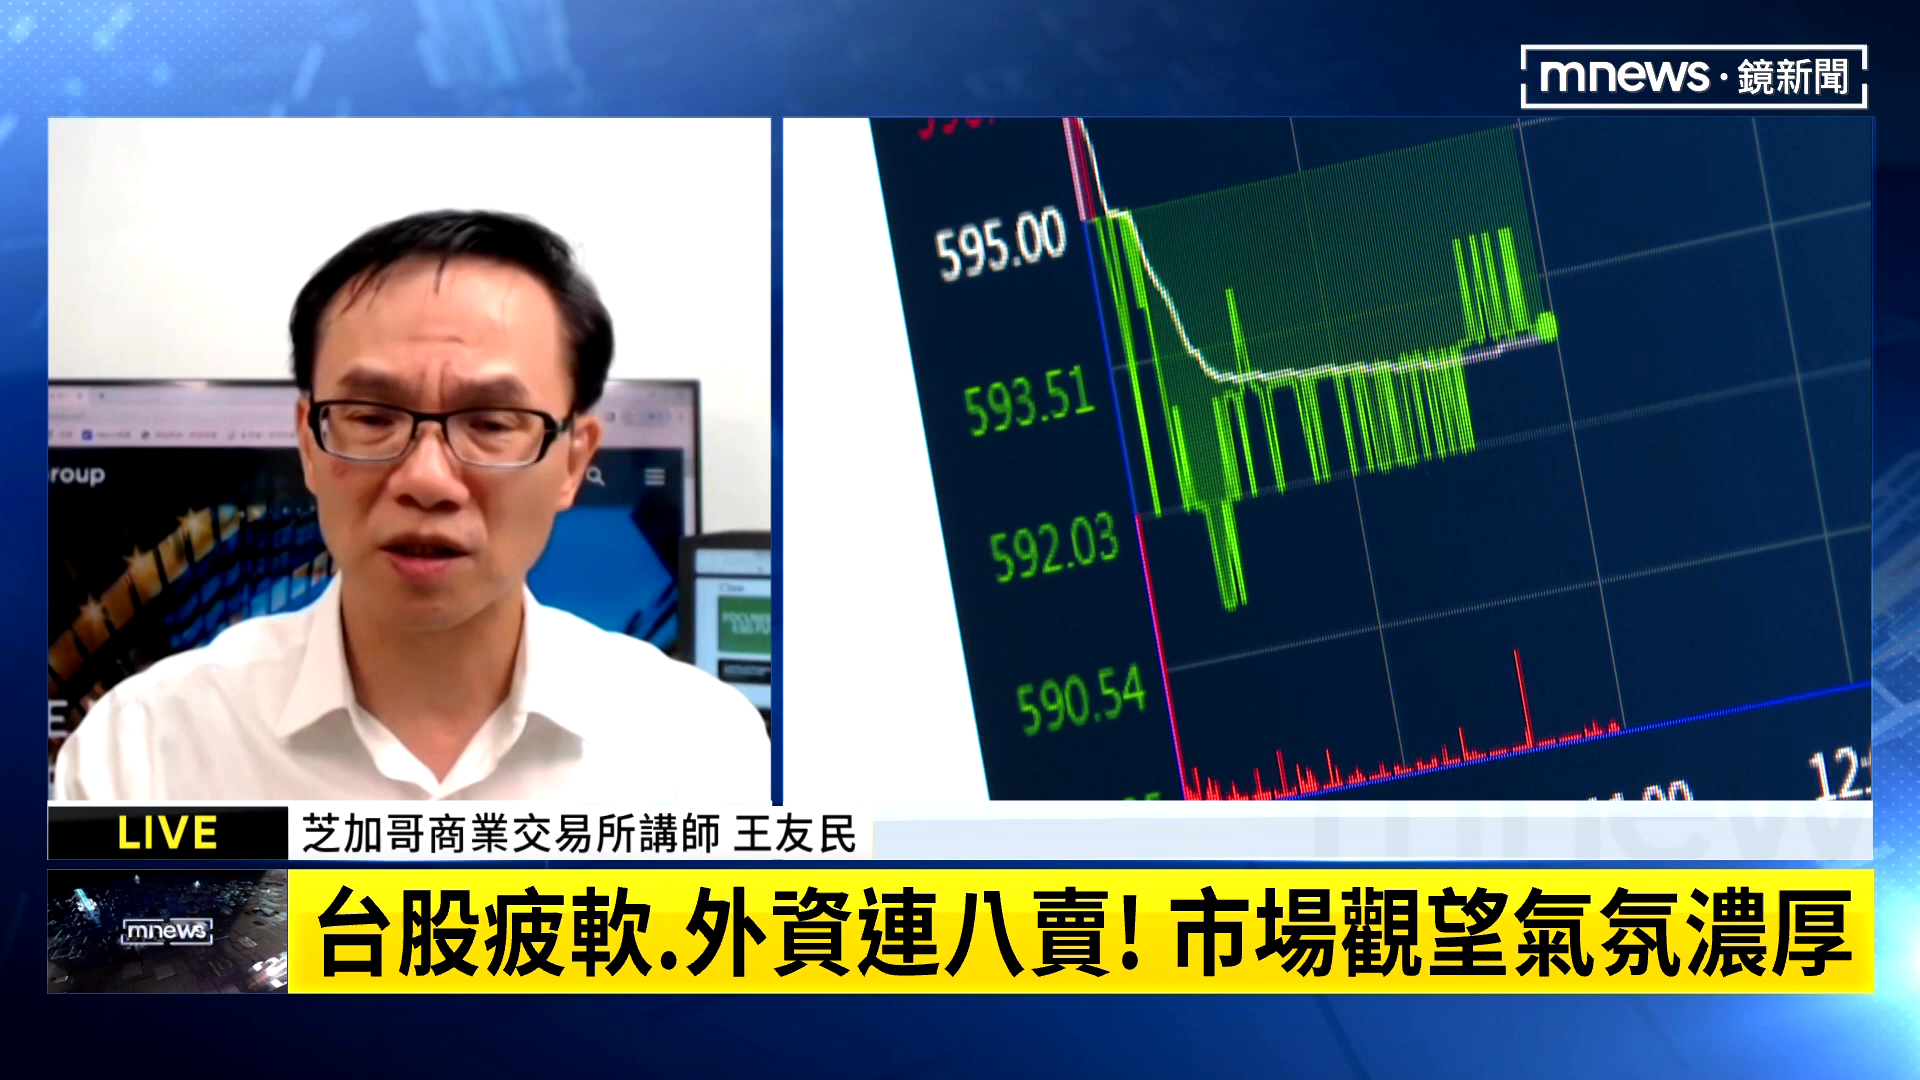 mnews·鏡新聞
595.00
593.51
592.03
590.54
roup
LIVE
芝加哥商業交易所講師 王友民
mnews
台股疲軟.外資連八賣!市場觀望氣氛濃厚